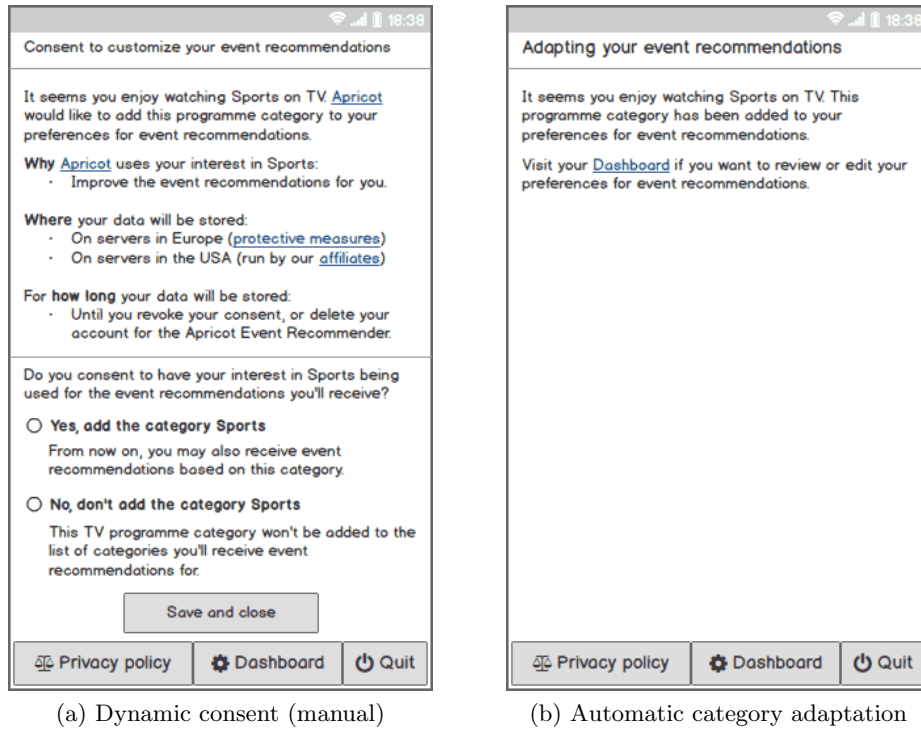 18:38
Consent to customize your event recommendations
It seems you enjoy watching Sports on TV. Apricot
would like to add this programme category to your
preferences for event recommendations.
Why Apricot uses your interest in Sports:
· Improve the event recommendations for you.
Where your data will be stored:
· On servers in Europe (protective measures)
· On servers in the USA (run by our affiliates)
For how long your data will be stored:
· Until you revoke your consent, or delete your
account for the Apricot Event Recommender.
Do you consent to have your interest in Sports being
used for the event recommendations you'll receive?
Yes, add the category Sports
From now on, you may also receive event
recommendations based on this category.
No, don't add the category Sports
This TV programme category won't be added to the
list of categories you'll receive event
recommendations for.
Save and close
Privacy policy Dashboard Quit
(a) Dynamic consent (manual)
18:38
Adapting your event recommendations
It seems you enjoy watching Sports on TV. This
programme category has been added to your
preferences for event recommendations.
Visit your Dashboard if you want to review or edit your
preferences for event recommendations.
Privacy policy Dashboard Quit
(b) Automatic category adaptation